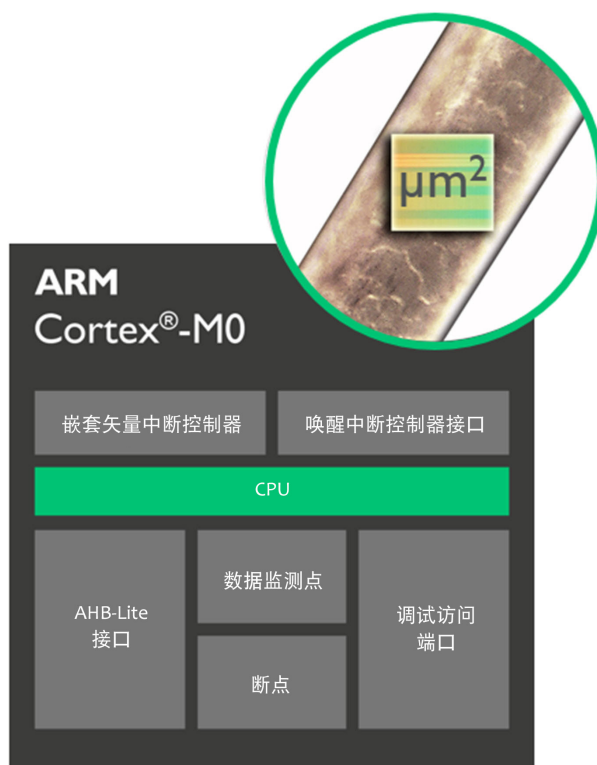 μm²
ARM
Cortex®-M0
嵌套矢量中断控制器
唤醒中断控制器接口
CPU
AHB-Lite
接口
数据监测点
断点
调试访问
端口